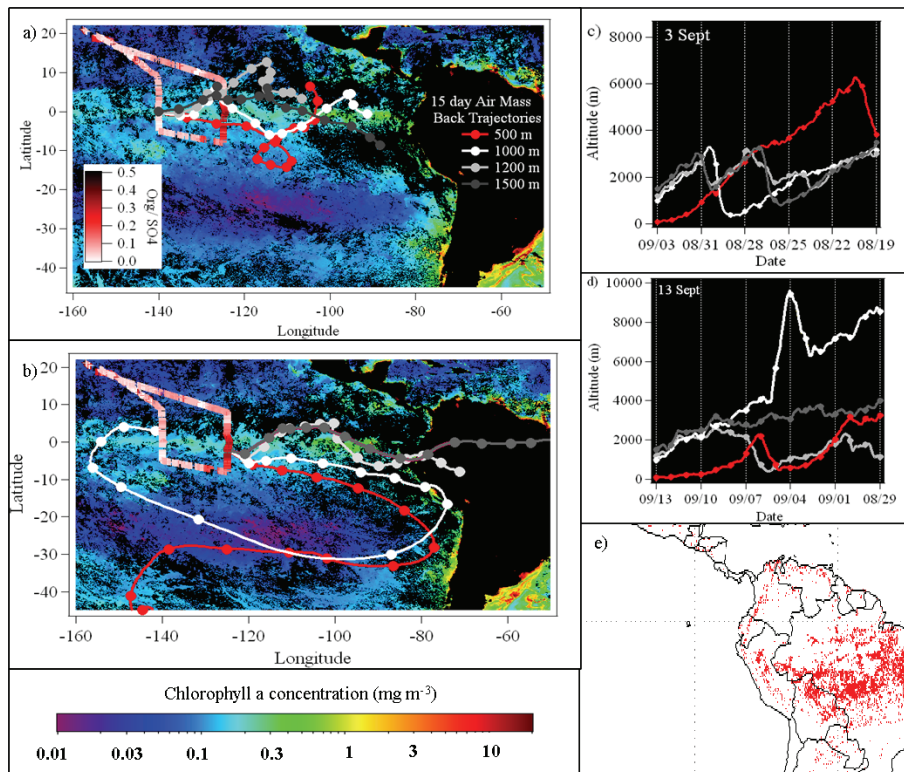 a)
20
10
0
-10
-20
-30
-40
Latitude
15 day Air Mass
Back Trajectories
500 m
1000 m
1200 m
1500 m
0.5
0.4
0.3
0.2
0.1
0.0
Org/ SO4
-160
-140
-120
-100
-80
-60
Longitude
b)
20
10
0
-10
-20
-30
-40
Latitude
-160
-140
-120
-100
-80
-60
Longitude
Chlorophyll a concentration (mg m-3)
0.01
0.03
0.1
0.3
1
3
10
c)
3 Sept
8000
6000
4000
2000
0
Altitude (m)
09/03
08/31
08/28
08/25
08/22
08/19
Date
d)
13 Sept
10000
8000
6000
4000
2000
0
Altitude (m)
09/13
09/10
09/07
09/04
09/01
08/29
Date
e)